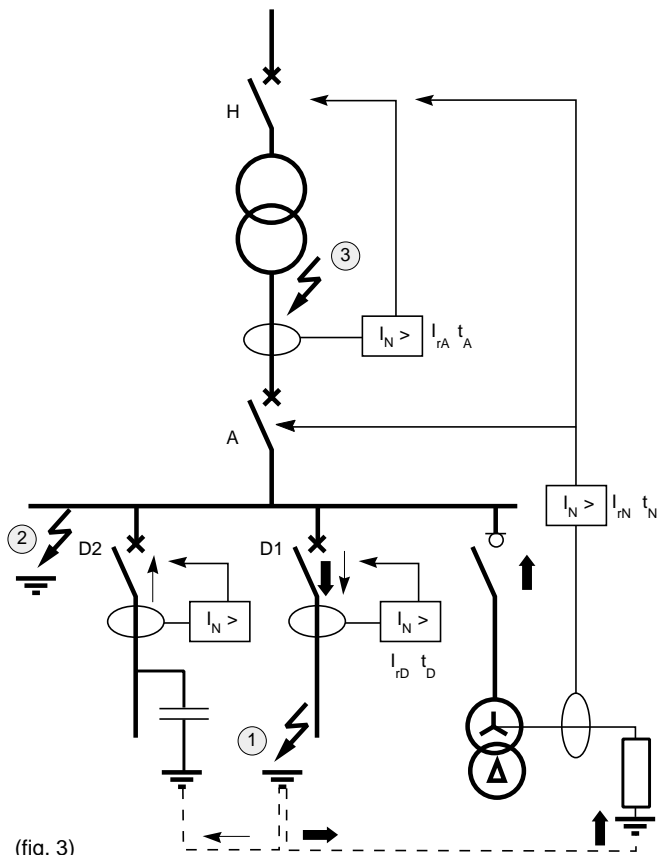 H
3
I_N >
I_rA t_A
A
I_N >
I_rN t_N
2
D2
D1
I_N >
I_N >
I_rD t_D
1
(fig. 3)